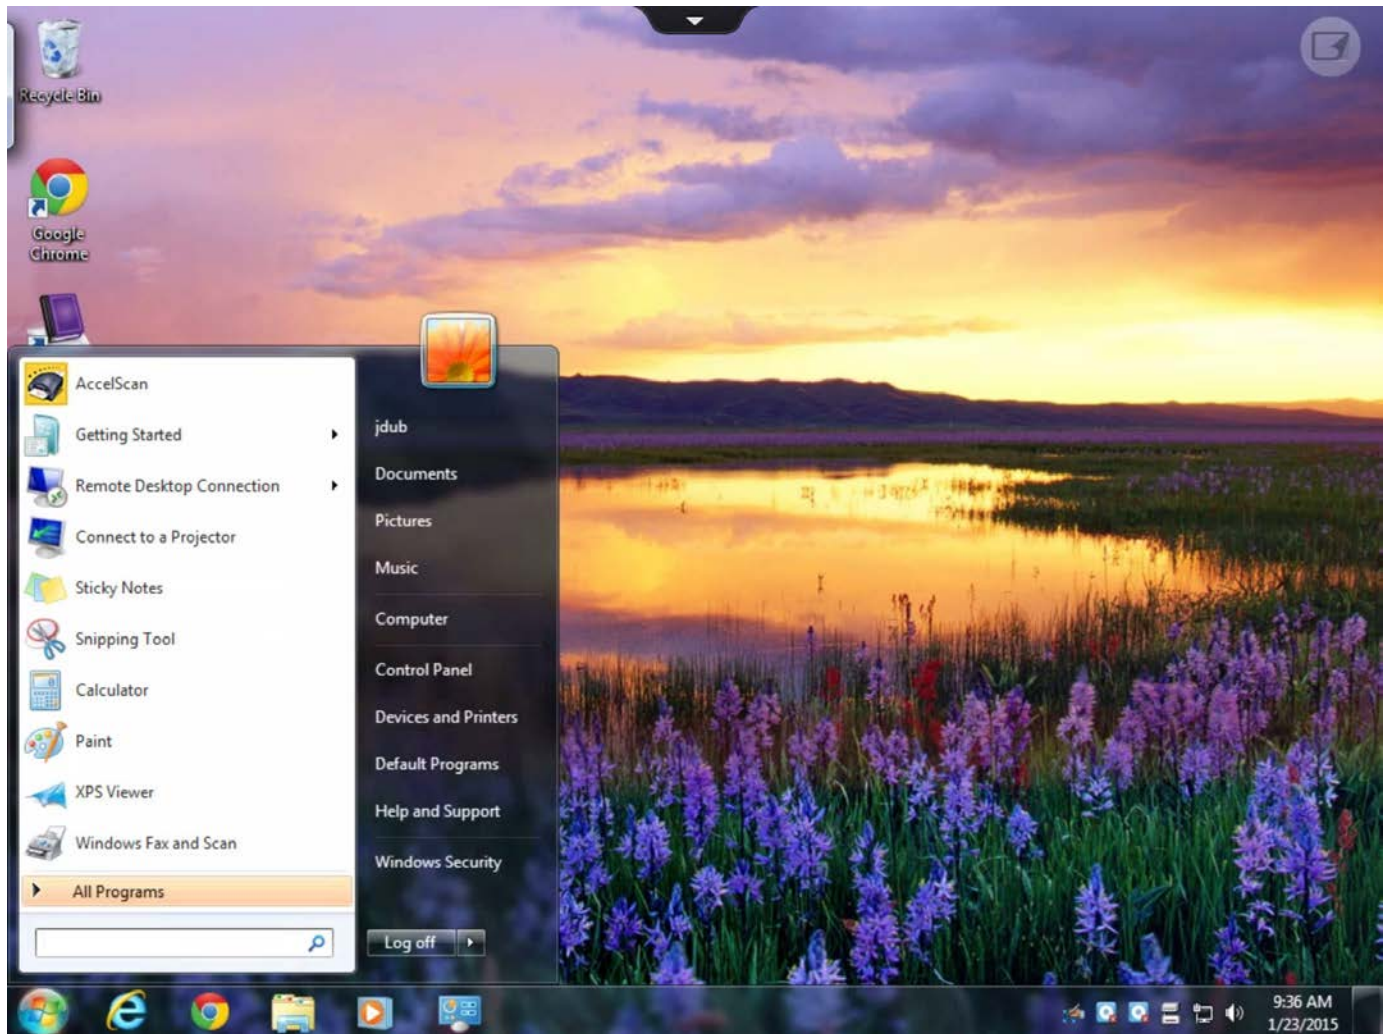 Recycle Bin
Google
Chrome
AccelScan
Getting Started
Remote Desktop Connection
Connect to a Projector
Sticky Notes
Snipping Tool
Calculator
Paint
XPS Viewer
Windows Fax and Scan
All Programs
jdub
Documents
Pictures
Music
Computer
Control Panel
Devices and Printers
Default Programs
Help and Support
Windows Security
Log off
9:36 AM
1/23/2015